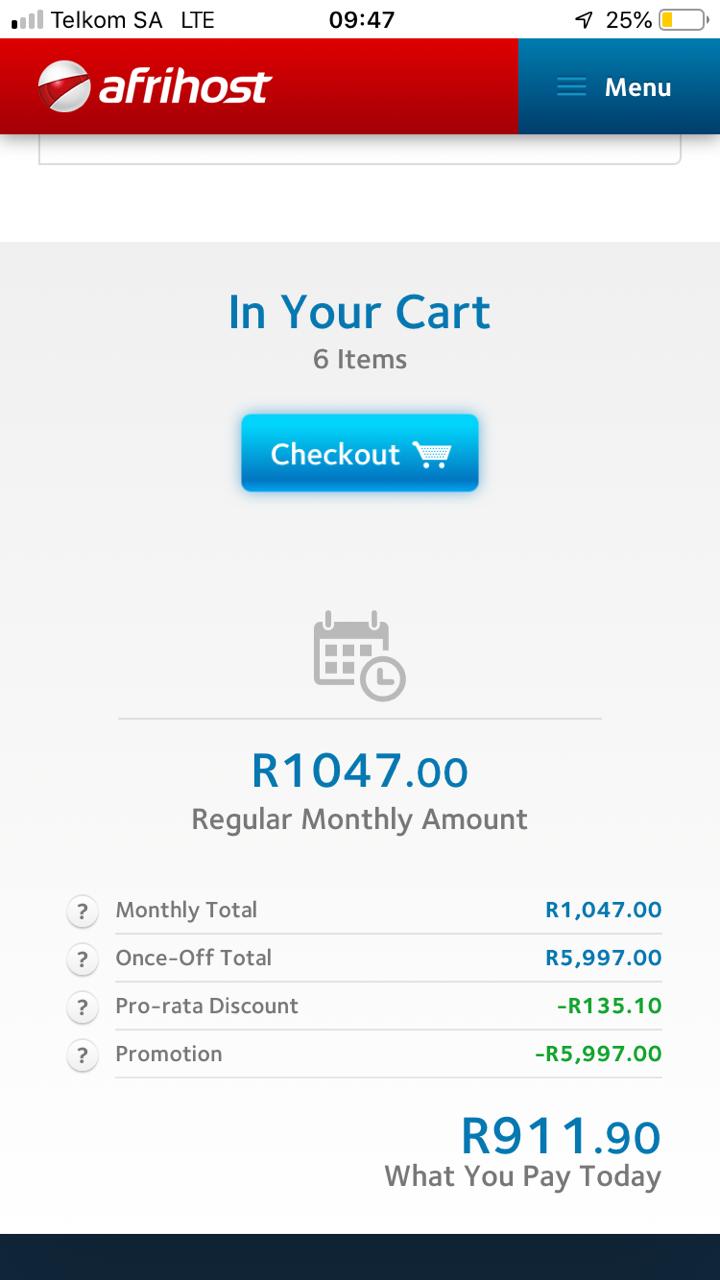 Telkom SA LTE 09:47 25%
afrihost Menu
In Your Cart
6 Items
Checkout
R1047.00
Regular Monthly Amount
? Monthly Total R1,047.00
? Once-Off Total R5,997.00
? Pro-rata Discount -R135.10
? Promotion -R5,997.00
R911.90
What You Pay Today